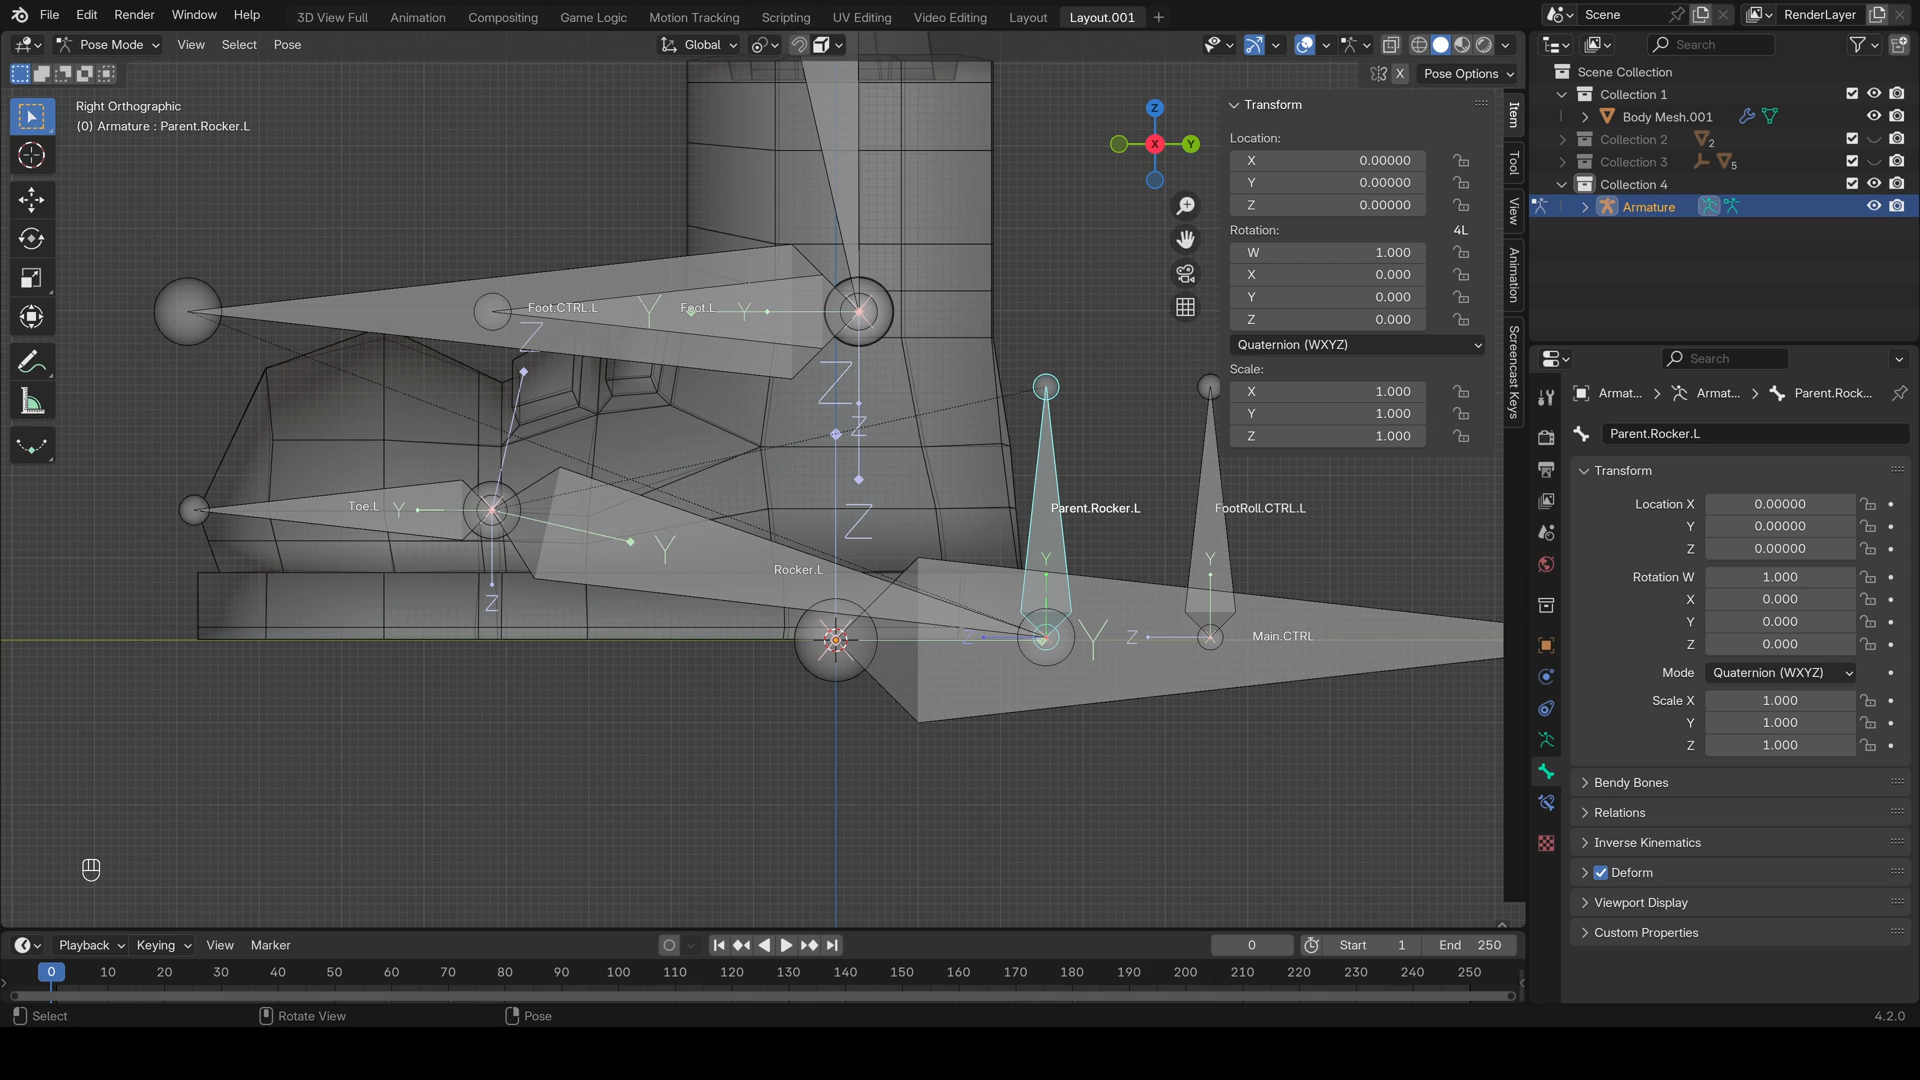 File Edit Render Window Help 3D View Full Animation Compositing Game Logic Motion Tracking Scripting UV Editing Video Editing Layout Layout.001 + Scene RenderLayer
Pose Mode View Select Pose Global Search
X Pose Options Scene Collection
Right Orthographic
(0) Armature : Parent.Rocker.L
Collection 1
Body Mesh.001
Collection 2 2
Collection 3 5
Collection 4
Armature
Z
X
Y
Transform
Location:
X 0.00000
Y 0.00000
Z 0.00000
Rotation: 4L
W 1.000
X 0.000
Y 0.000
Z 0.000
Quaternion (WXYZ)
Scale:
X 1.000
Y 1.000
Z 1.000
Item
Tool
View
Animation
Screencast Keys
Foot.CTRL.L Y Foot.L Y
Z
Z
Z
Toe.L Y
Z
Parent.Rocker.L FootRoll.CTRL.L
Y
Rocker.L
Y Y
Z
Z Y Z Main.CTRL
Search
Armat... Armat... Parent.Rock...
Parent.Rocker.L
Transform
Location X 0.00000
Y 0.00000
Z 0.00000
Rotation W 1.000
X 0.000
Y 0.000
Z 0.000
Mode Quaternion (WXYZ)
Scale X 1.000
Y 1.000
Z 1.000
Bendy Bones
Relations
Inverse Kinematics
Deform
Viewport Display
Custom Properties
Playback Keying View Marker 0 Start 1 End 250
0 10 20 30 40 50 60 70 80 90 100 110 120 130 140 150 160 170 180 190 200 210 220 230 240 250
Select Rotate View Pose 4.2.0